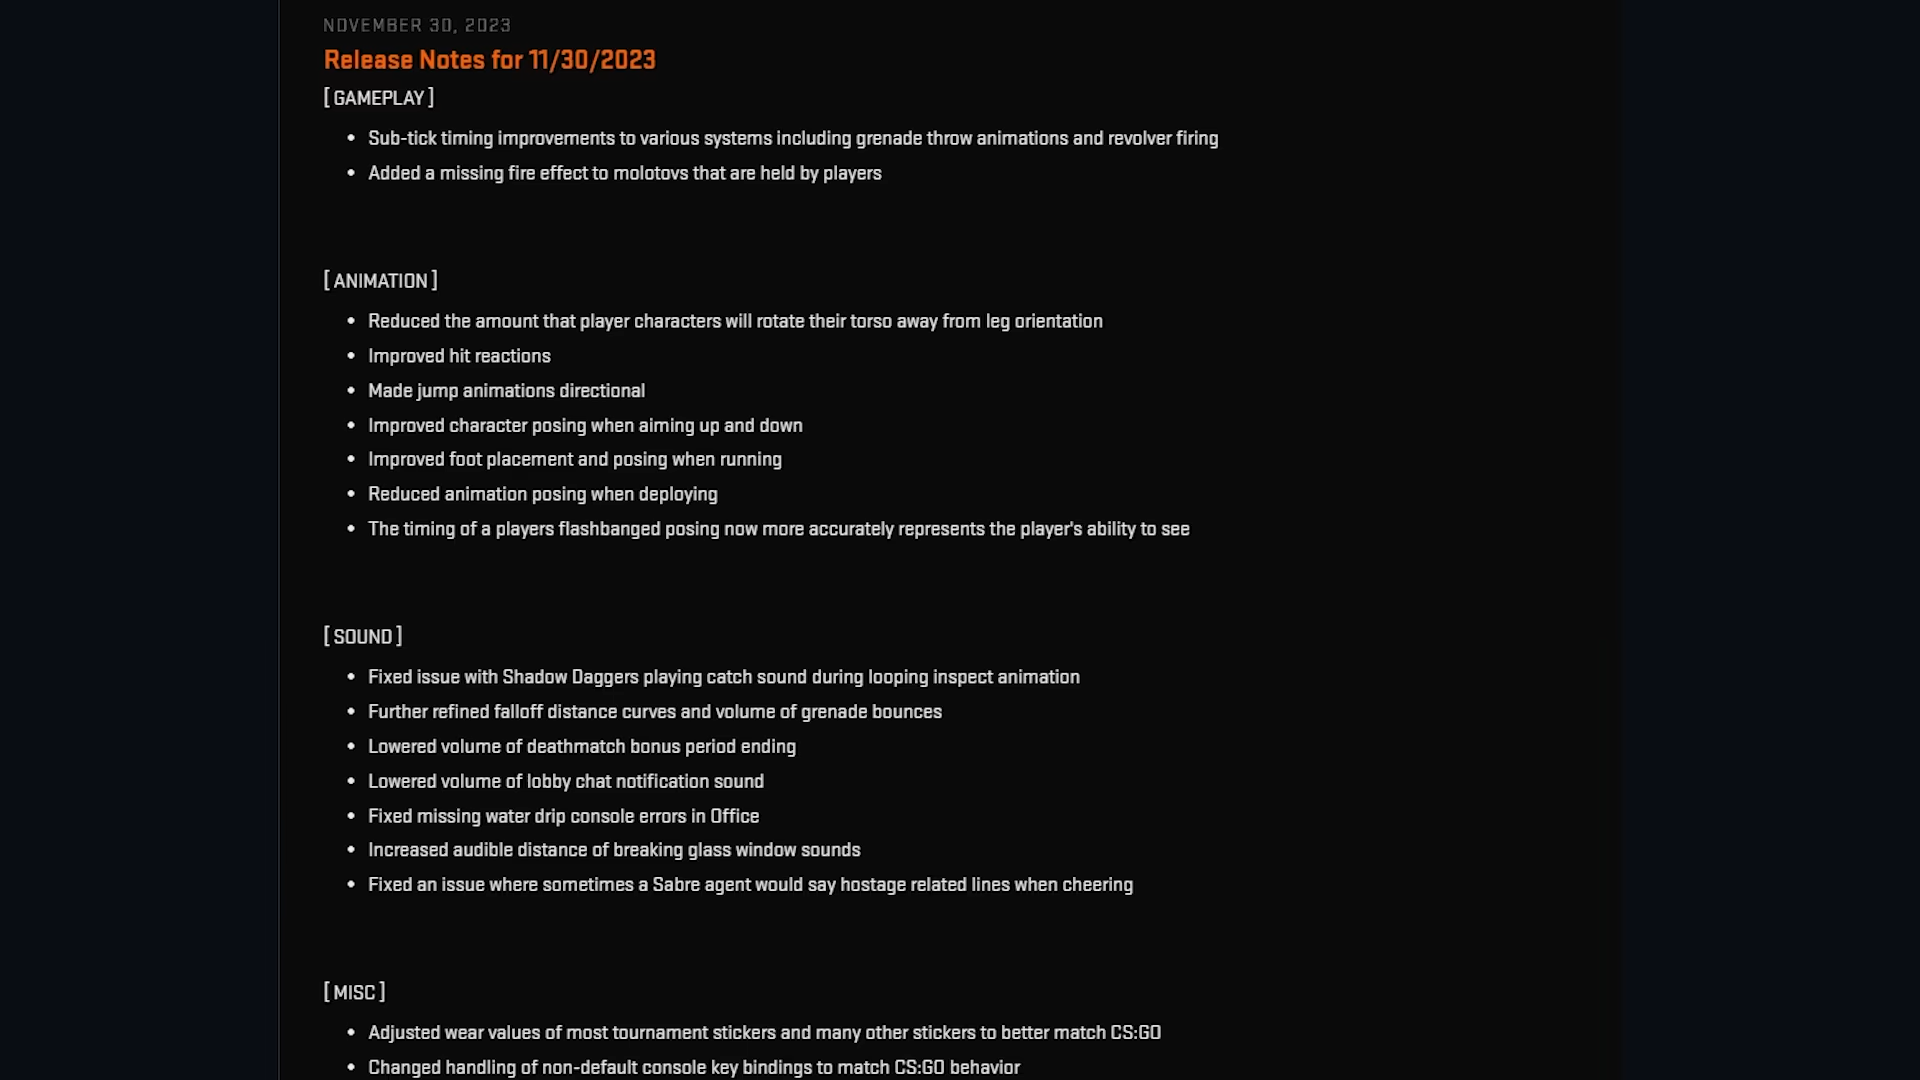 NOVEMBER 30, 2023
Release Notes for 11/30/2023
[ GAMEPLAY ]
• Sub-tick timing improvements to various systems including grenade throw animations and revolver firing
• Added a missing fire effect to molotovs that are held by players
[ ANIMATION ]
• Reduced the amount that player characters will rotate their torso away from leg orientation
• Improved hit reactions
• Made jump animations directional
• Improved character posing when aiming up and down
• Improved foot placement and posing when running
• Reduced animation posing when deploying
• The timing of a players flashbanged posing now more accurately represents the player's ability to see
[ SOUND ]
• Fixed issue with Shadow Daggers playing catch sound during looping inspect animation
• Further refined falloff distance curves and volume of grenade bounces
• Lowered volume of deathmatch bonus period ending
• Lowered volume of lobby chat notification sound
• Fixed missing water drip console errors in Office
• Increased audible distance of breaking glass window sounds
• Fixed an issue where sometimes a Sabre agent would say hostage related lines when cheering
[ MISC ]
• Adjusted wear values of most tournament stickers and many other stickers to better match CS:GO
• Changed handling of non-default console key bindings to match CS:GO behavior